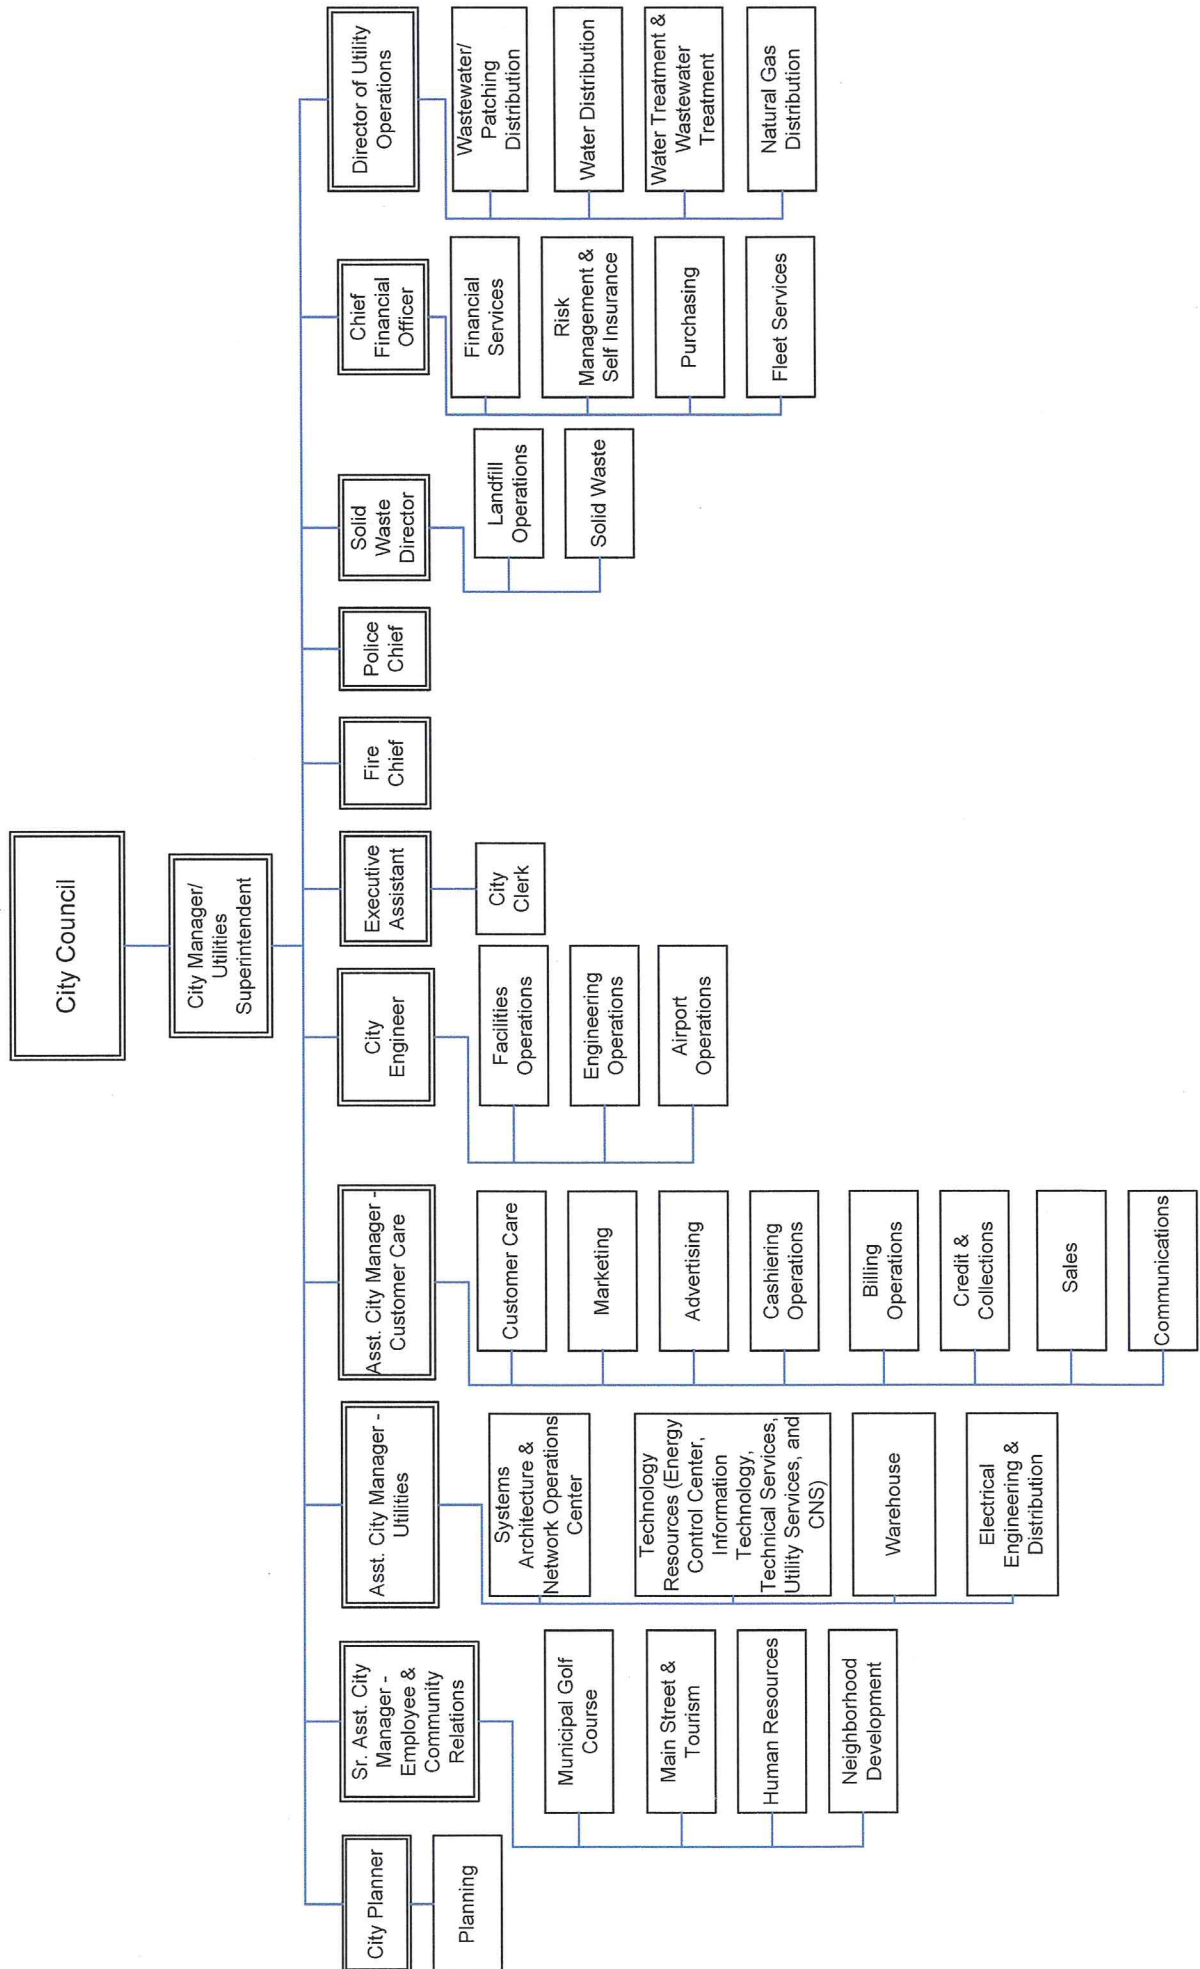 City Council
City Manager/
Utilities
Superintendent
City Planner
Planning
Sr. Asst. City
Manager -
Employee &
Community
Relations
Municipal Golf
Course
Main Street &
Tourism
Human Resources
Neighborhood
Development
Asst. City Manager -
Utilities
Systems
Architecture &
Network Operations
Center
Technology
Resources (Energy
Control Center,
Information
Technology,
Technical Services,
Utility Services, and
CNS)
Warehouse
Electrical
Engineering &
Distribution
Asst. City Manager -
Customer Care
Customer Care
Marketing
Advertising
Cashiering
Operations
Billing
Operations
Credit &
Collections
Sales
Communications
City
Engineer
Facilities
Operations
Engineering
Operations
Airport
Operations
Executive
Assistant
City
Clerk
Fire
Chief
Police
Chief
Solid
Waste
Director
Landfill
Operations
Solid Waste
Chief
Financial
Officer
Financial
Services
Risk
Management &
Self Insurance
Purchasing
Fleet Services
Director of Utility
Operations
Wastewater/
Patching
Distribution
Water Distribution
Water Treatment &
Wastewater
Treatment
Natural Gas
Distribution